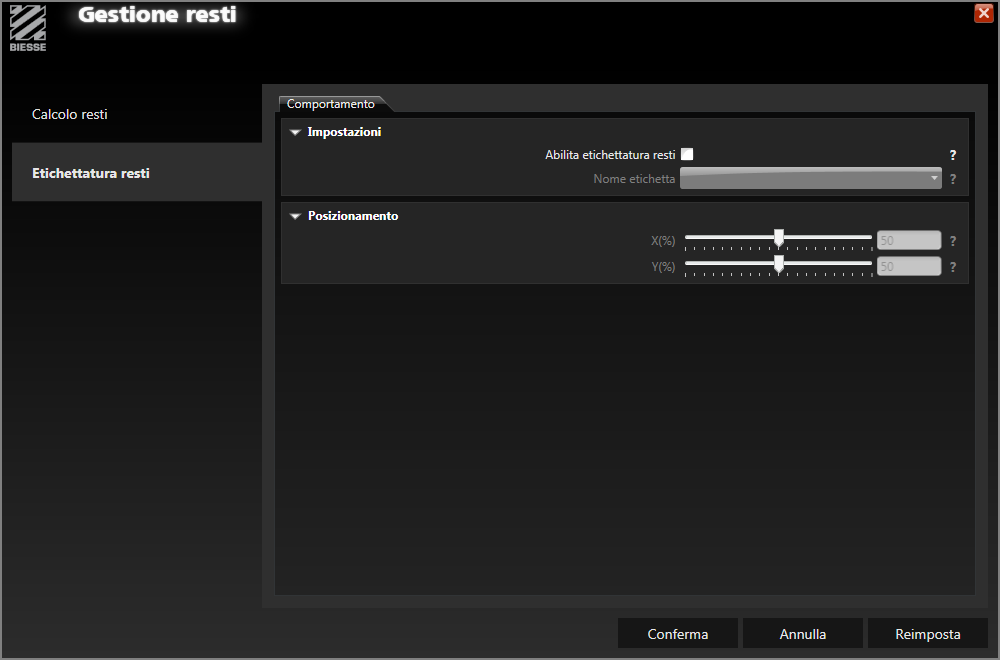 Gestione resti
BIESSE
Calcolo resti
Etichettatura resti
Comportamento
Impostazioni
Abilita etichettatura resti ?
Nome etichetta ?
Posizionamento
X(%) 50 ?
Y(%) 50 ?
Conferma Annulla Reimposta